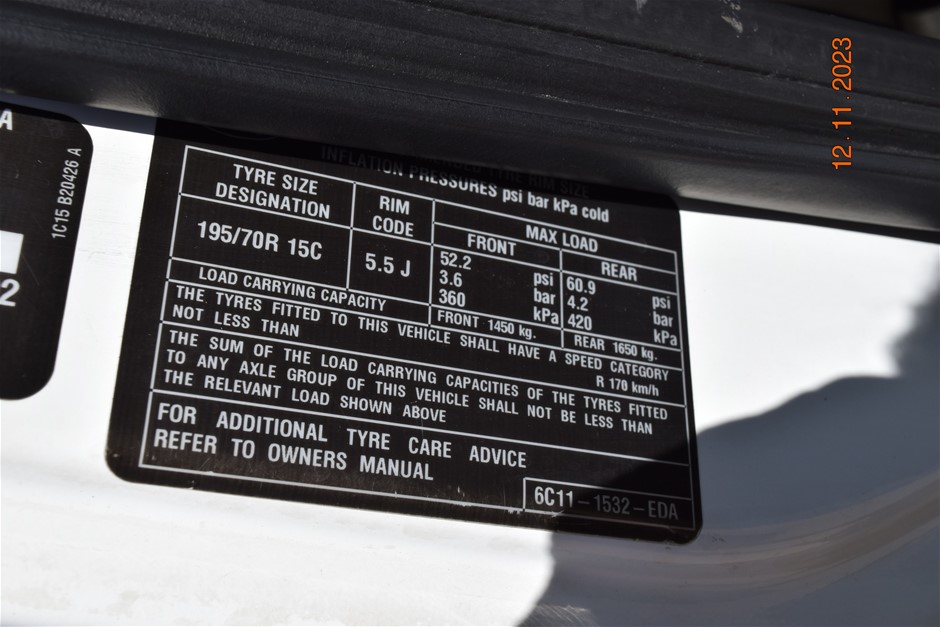 12.11.2023
A
1C15 B20426 A
2
TYRE RIM SIZE
INFLATION PRESSURES psi bar kPa cold
TYRE SIZE
DESIGNATION
RIM
CODE
MAX LOAD
FRONT
REAR
195/70R 15C
5.5 J
52.2 psi
3.6 bar
360 kPa
60.9 psi
4.2 bar
420 kPa
LOAD CARRYING CAPACITY
FRONT 1450 kg.
REAR 1650 kg.
THE TYRES FITTED TO THIS VEHICLE SHALL HAVE A SPEED CATEGORY
NOT LESS THAN
R 170 km/h
THE SUM OF THE LOAD CARRYING CAPACITIES OF THE TYRES FITTED
TO ANY AXLE GROUP OF THIS VEHICLE SHALL NOT BE LESS THAN
THE RELEVANT LOAD SHOWN ABOVE
FOR ADDITIONAL TYRE CARE ADVICE
REFER TO OWNERS MANUAL
6C11-1532-EDA